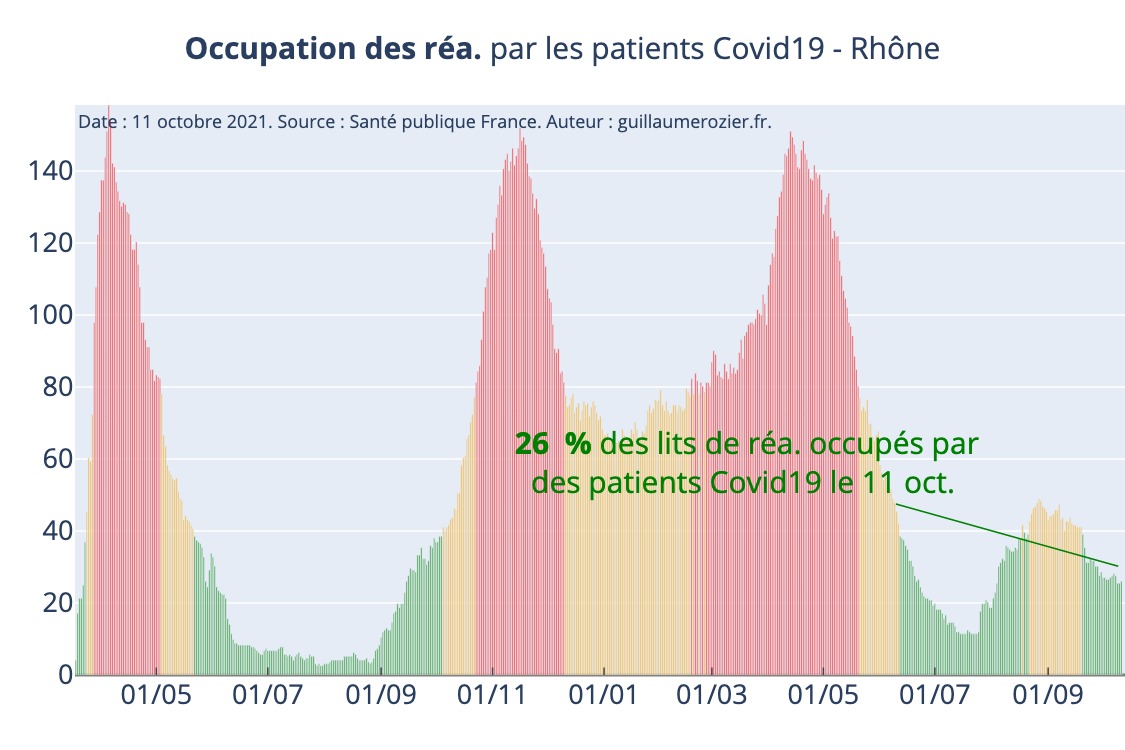 Occupation des réa. par les patients Covid19 - Rhône
Date : 11 octobre 2021. Source : Santé publique France. Auteur : guillaumerozier.fr.
140
120
100
80
60
40
20
0
26 % des lits de réa. occupés par
des patients Covid19 le 11 oct.
01/05 01/07 01/09 01/11 01/01 01/03 01/05 01/07 01/09